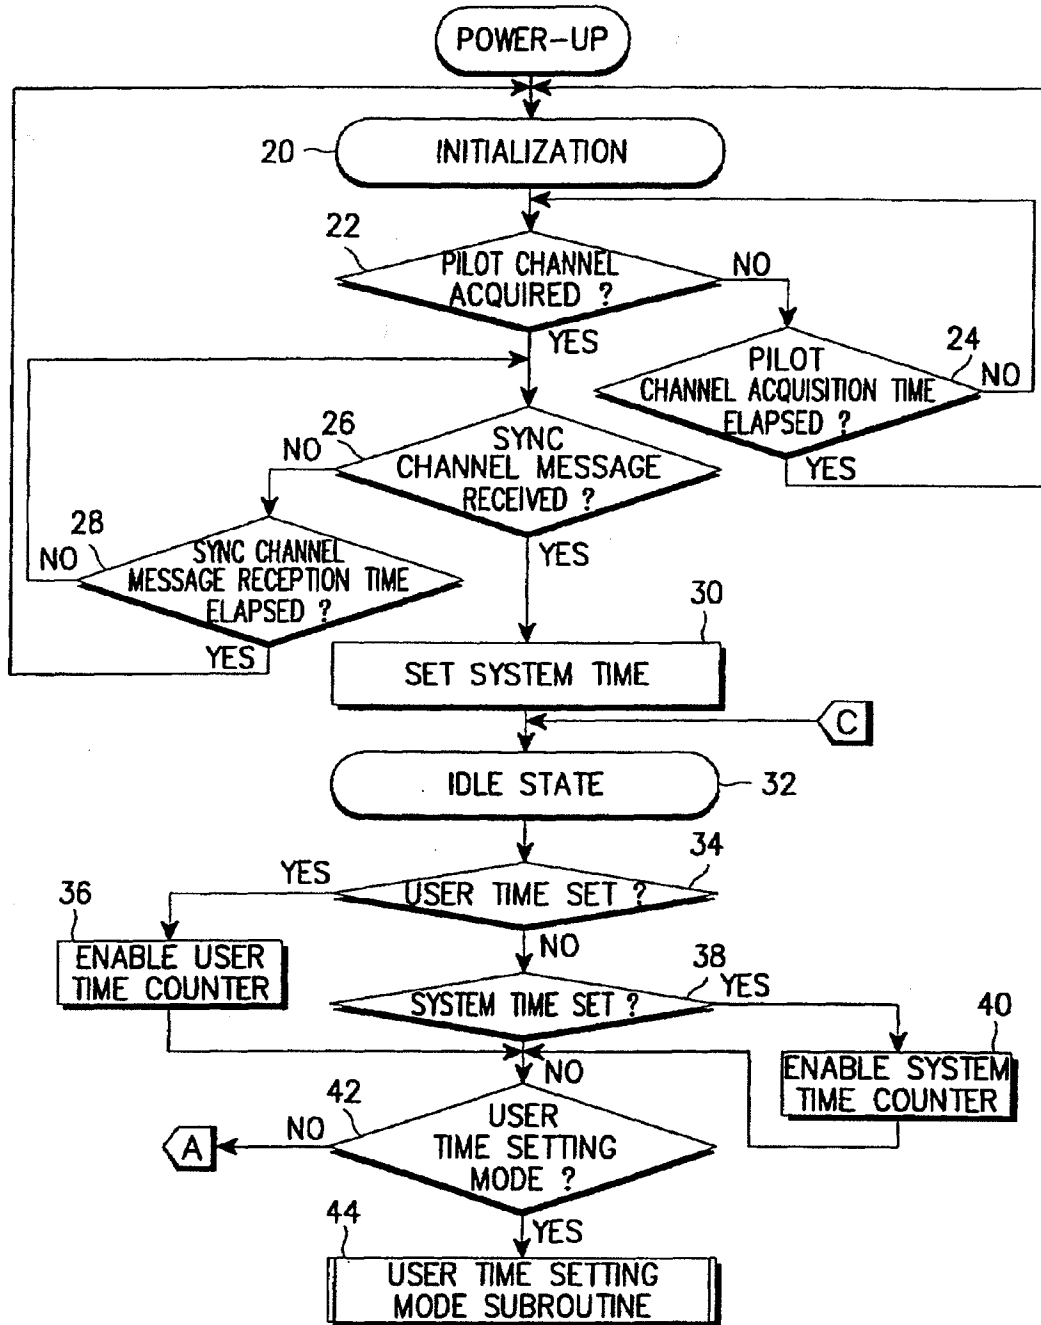 POWER-UP
20
INITIALIZATION
22
PILOT CHANNEL
ACQUIRED ?
NO
YES
24
PILOT
CHANNEL ACQUISITION TIME
ELAPSED ?
NO
YES
26
SYNC
CHANNEL MESSAGE
RECEIVED ?
NO
YES
28
SYNC CHANNEL
MESSAGE RECEPTION TIME
ELAPSED ?
NO
YES
30
SET SYSTEM TIME
C
IDLE STATE
32
34
USER TIME SET ?
YES
NO
36
ENABLE USER
TIME COUNTER
38
SYSTEM TIME SET ?
YES
NO
40
ENABLE SYSTEM
TIME COUNTER
42
USER
TIME SETTING
MODE ?
NO
A
YES
44
USER TIME SETTING
MODE SUBROUTINE